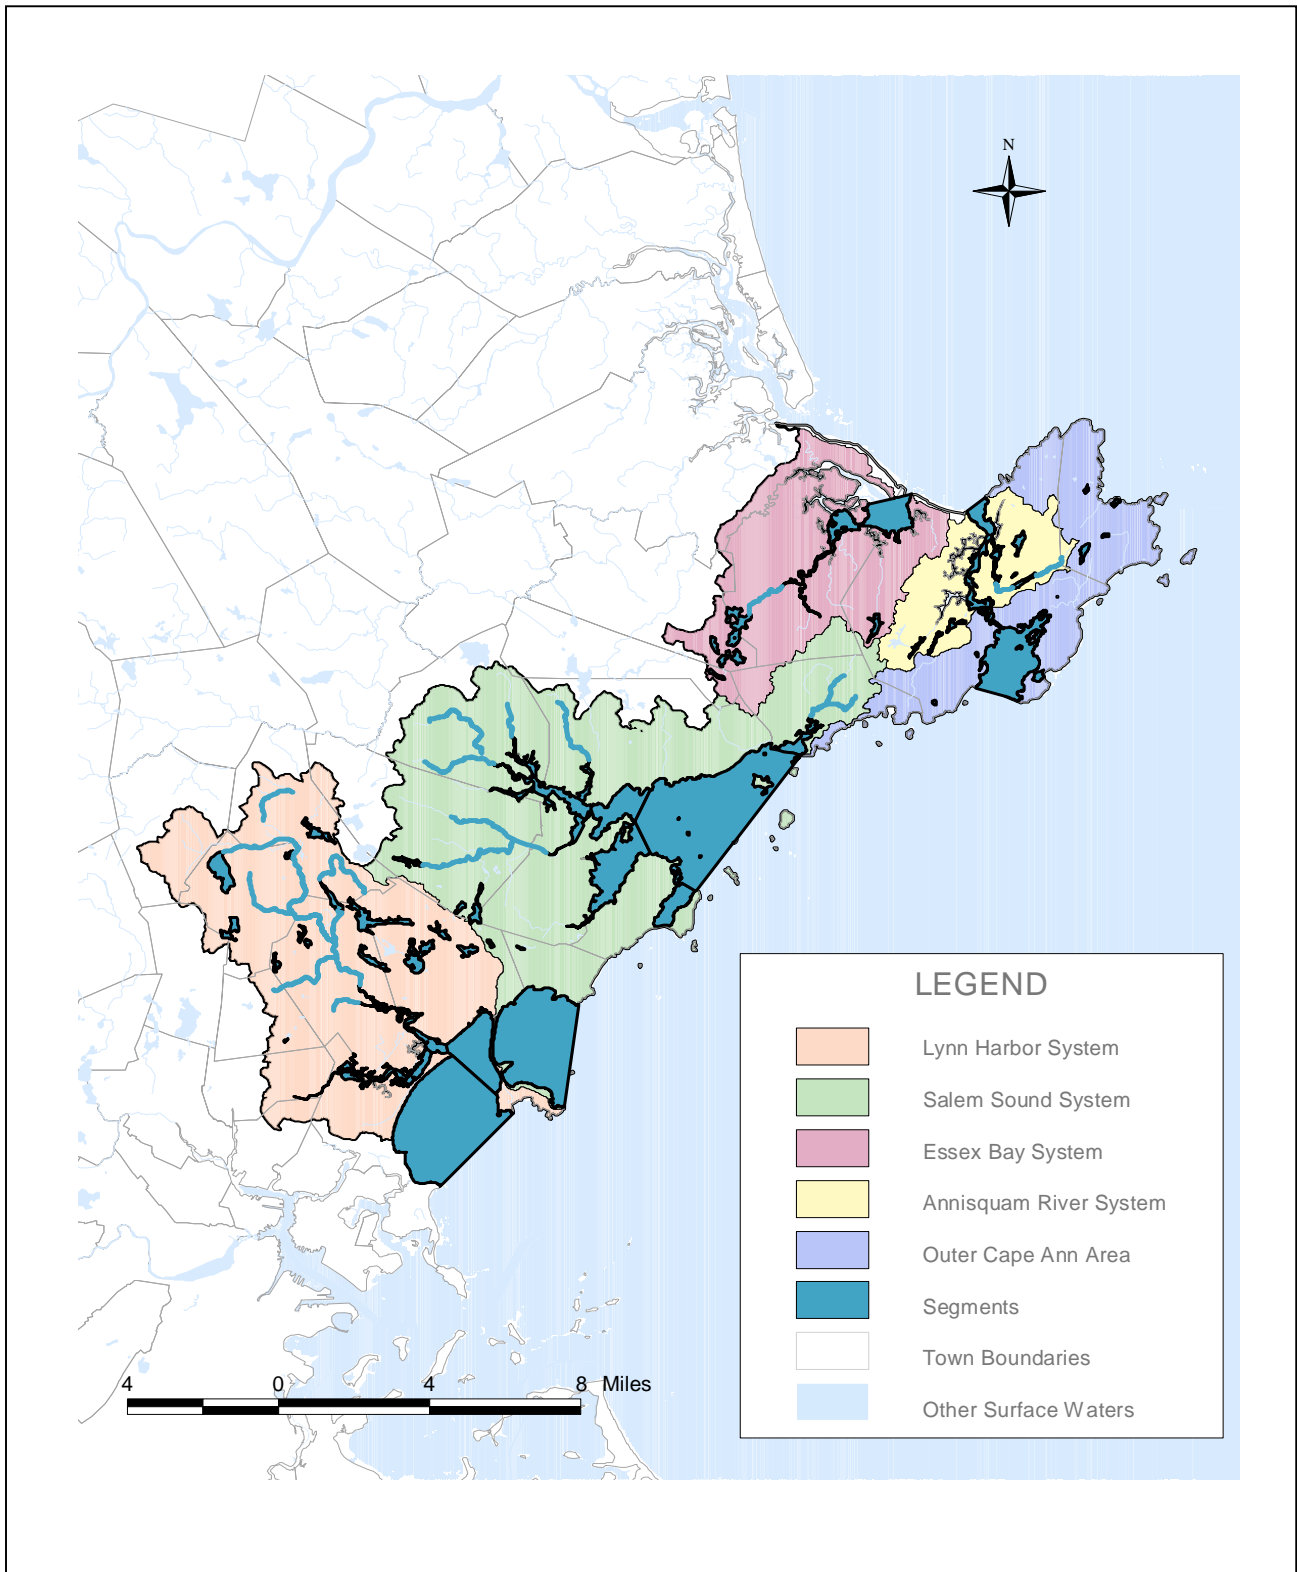 N
LEGEND
Lynn Harbor System
Salem Sound System
Essex Bay System
Annisquam River System
Outer Cape Ann Area
Segments
Town Boundaries
Other Surface Waters
4 0 4 8 Miles